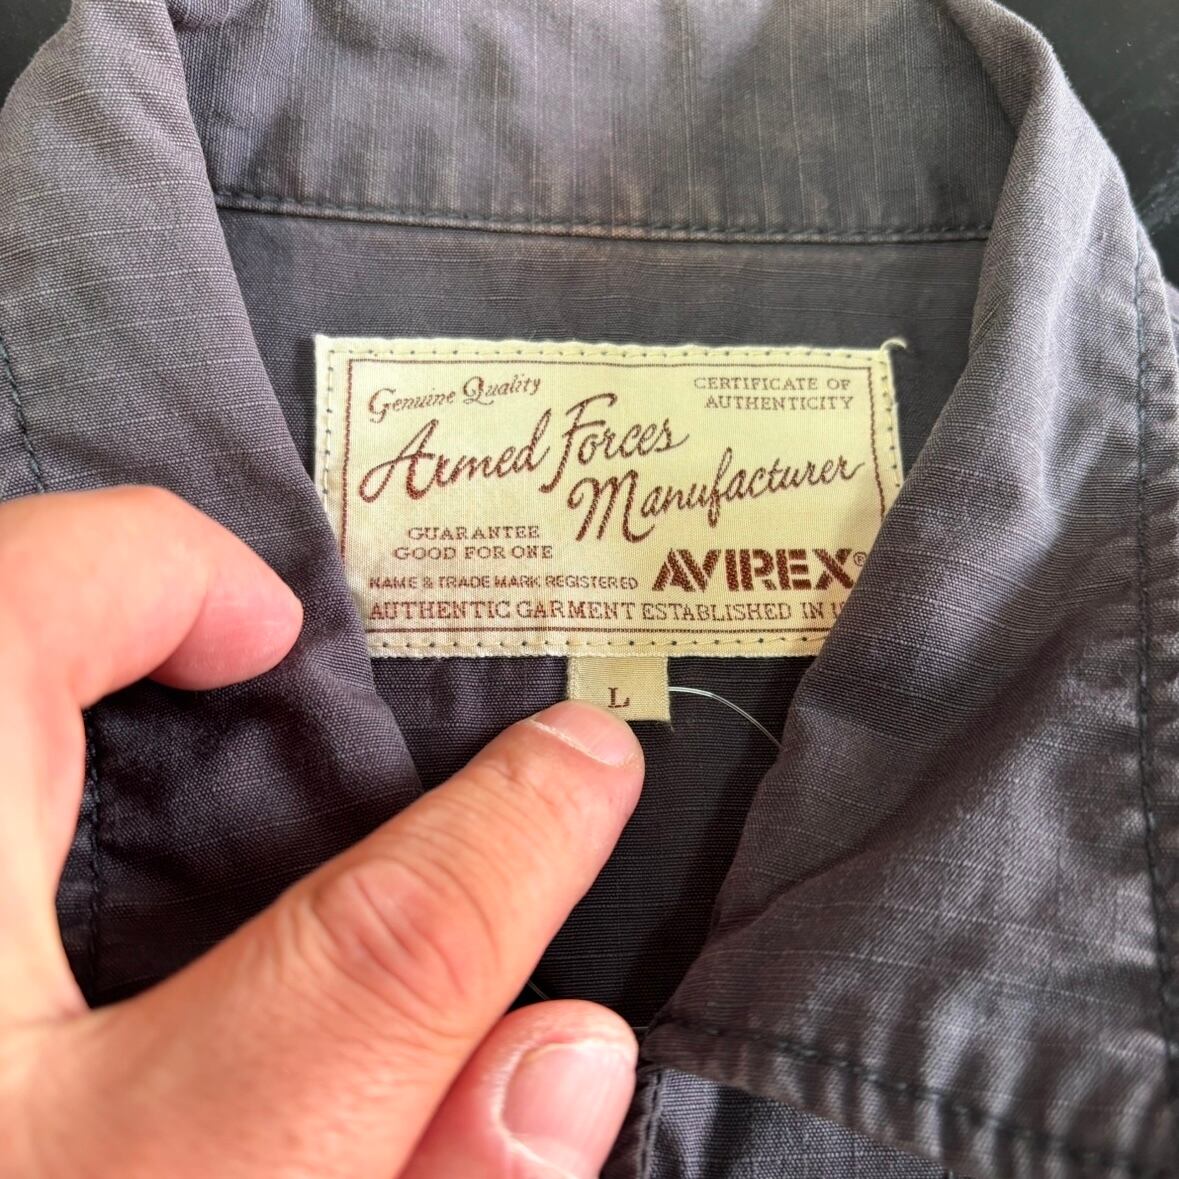 Genuine Quality
CERTIFICATE OF
AUTHENTICITY
Armed Forces
Manufacturer
GUARANTEE
GOOD FOR ONE
NAME & TRADE MARK REGISTERED
AVIREX®
AUTHENTIC GARMENT ESTABLISHED IN
L